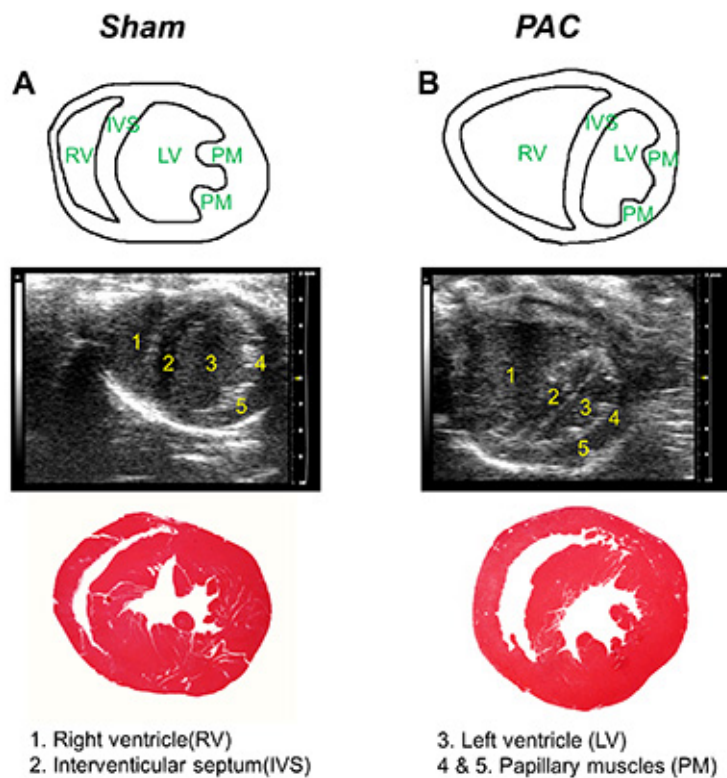 Sham
PAC
A
B
RV
IVS
LV
PM
PM
RV
IVS
LV
PM
PM
1
2
3
4
5
1
2
3
4
5
1. Right ventricle(RV)
2. Interventicular septum(IVS)
3. Left ventricle (LV)
4 & 5. Papillary muscles (PM)